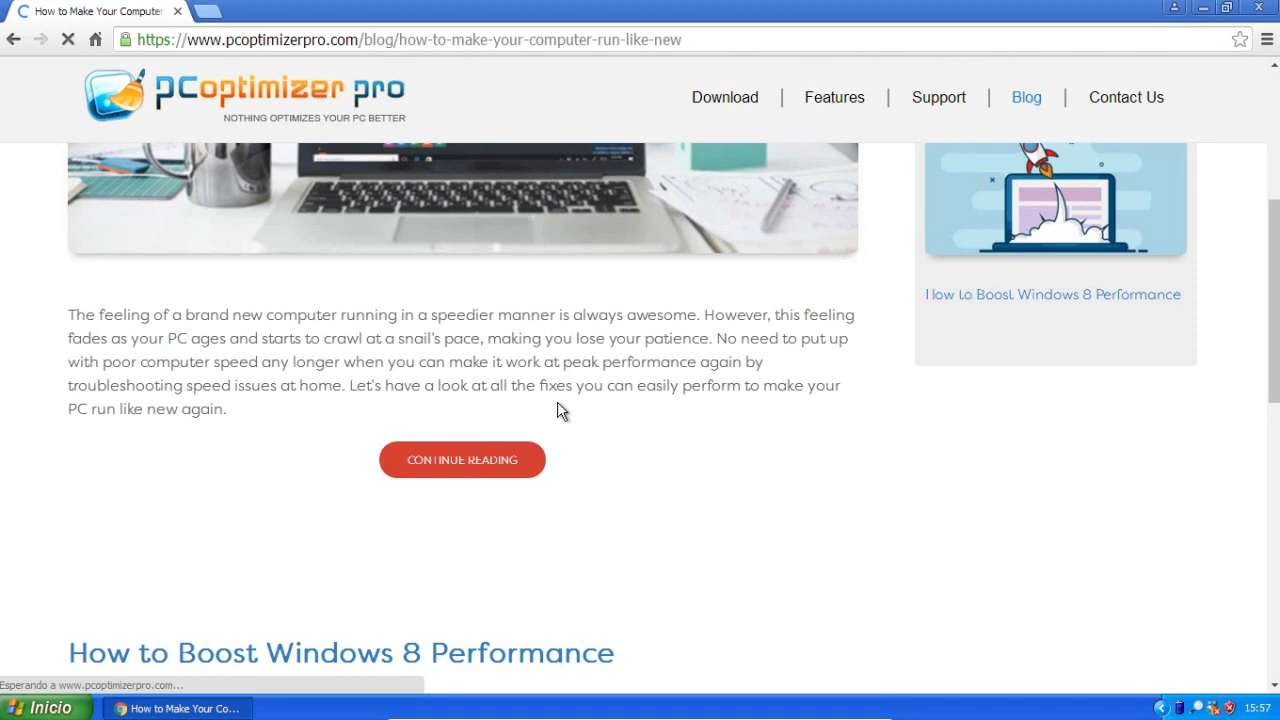 How to Make Your Computer
https://www.pcoptimizerpro.com/blog/how-to-make-your-computer-run-like-new
PCoptimizer pro
NOTHING OPTIMIZES YOUR PC BETTER
Download
Features
Support
Blog
Contact Us
How to Boost Windows 8 Performance
The feeling of a brand new computer running in a speedier manner is always awesome. However, this feeling
fades as your PC ages and starts to crawl at a snail's pace, making you lose your patience. No need to put up
with poor computer speed any longer when you can make it work at peak performance again by
troubleshooting speed issues at home. Let's have a look at all the fixes you can easily perform to make your
PC run like new again.
CONTINUE READING
How to Boost Windows 8 Performance
Esperando a www.pcoptimizerpro.com...
Inicio
How to Make Your Co...
15:57